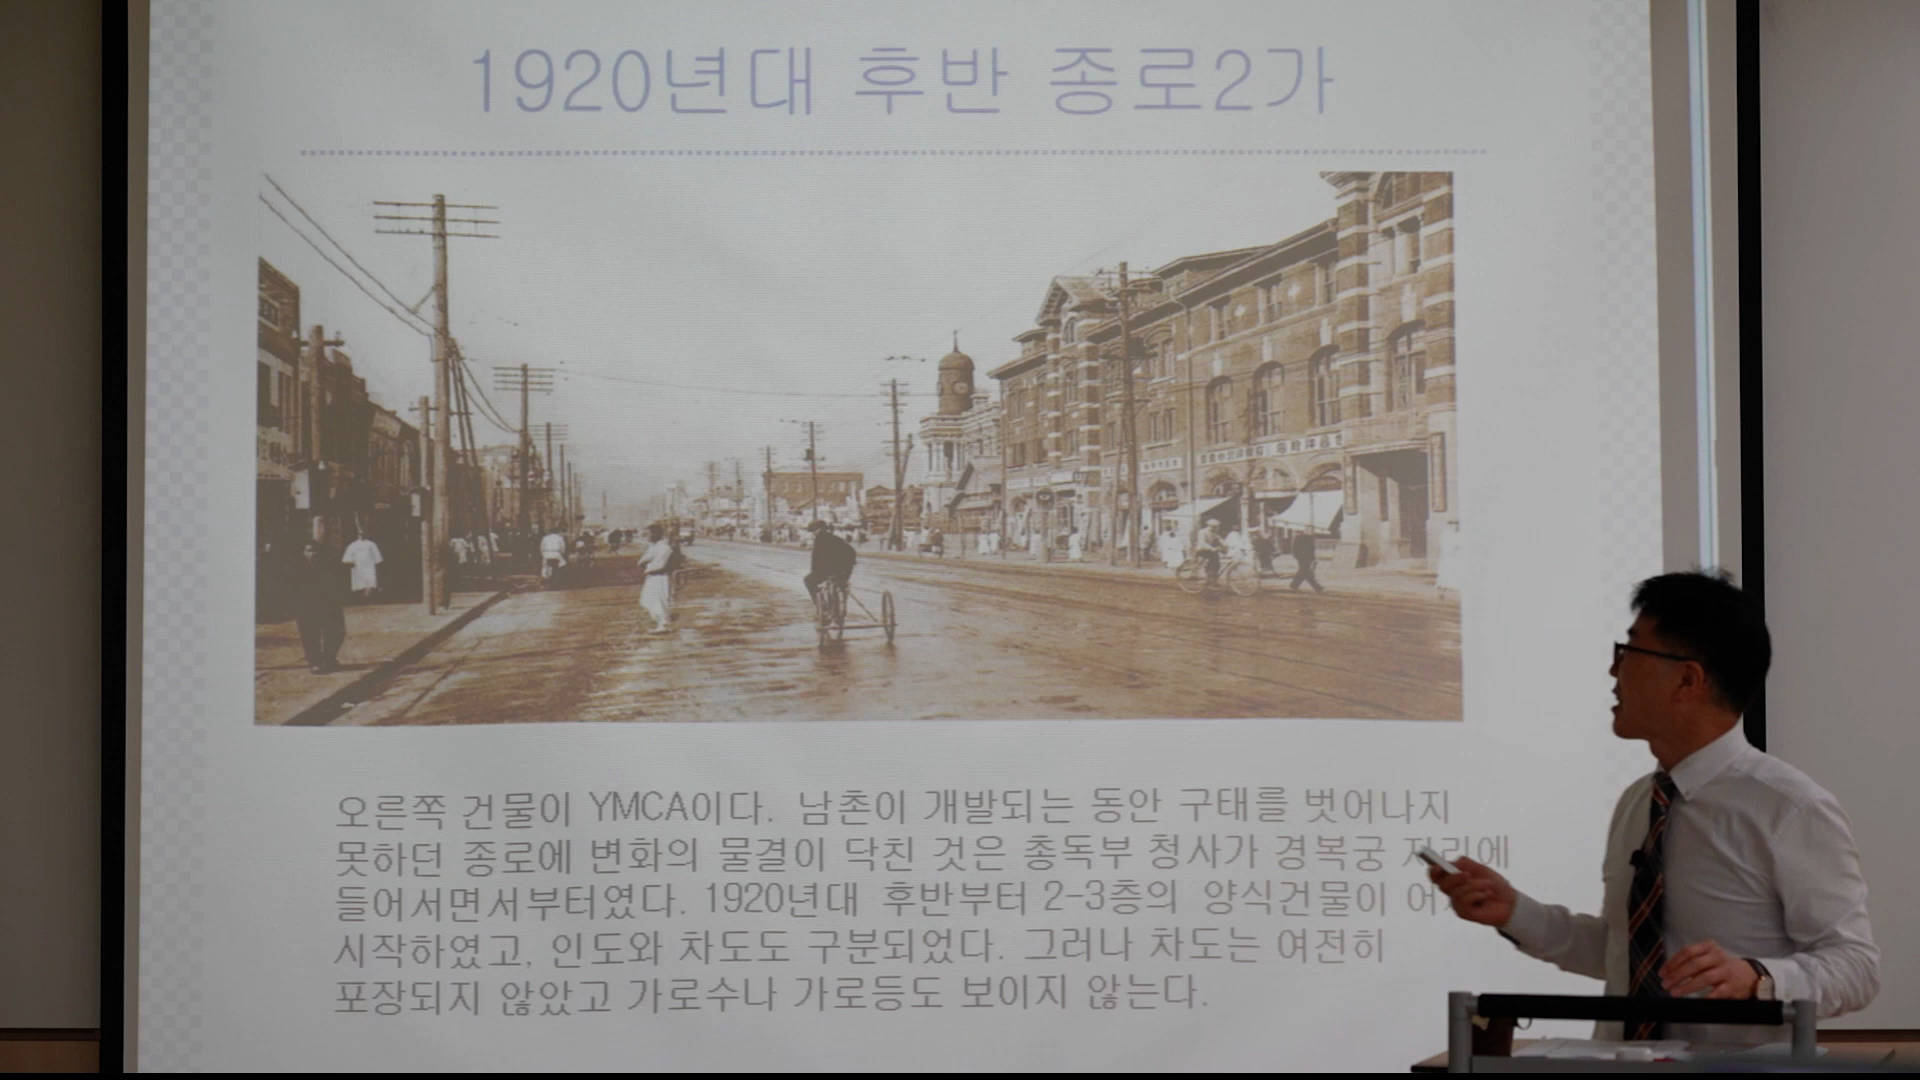 1920년대 후반 종로2가
오른쪽 건물이 YMCA이다. 남촌이 개발되는 동안 구태를 벗어나지
못하던 종로에 변화의 물결이 닥친 것은 총독부 청사가 경복궁
들어서면서부터였다. 1920년대 후반부터 2-3층의 양식건물이
시작하였고, 인도와 차도도 구분되었다. 그러나 차도는 여전히
포장되지 않았고 가로수나 가로등도 보이지 않는다.